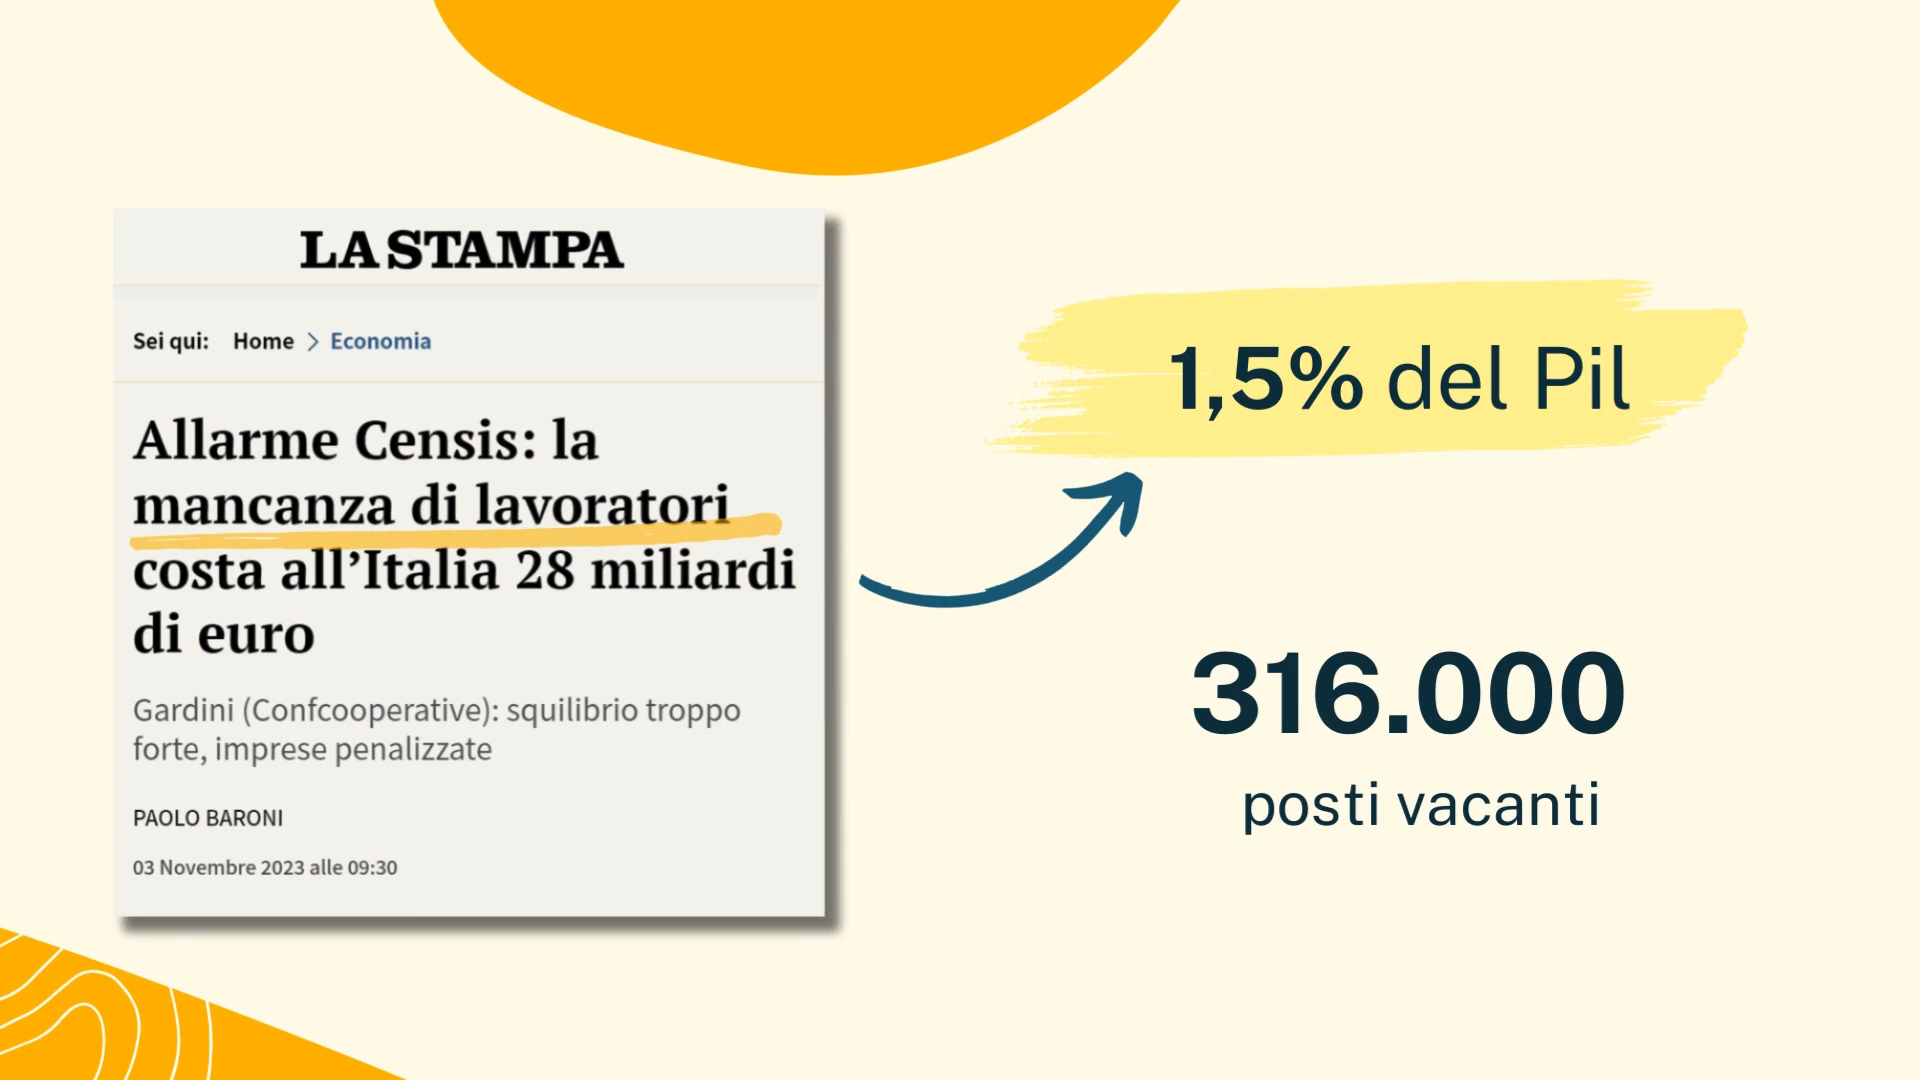 LA STAMPA
Sei qui: Home > Economia
Allarme Censis: la
mancanza di lavoratori
costa all’Italia 28 miliardi
di euro
Gardini (Confcooperative): squilibrio troppo
forte, imprese penalizzate
PAOLO BARONI
03 Novembre 2023 alle 09:30
1,5% del Pil
316.000
posti vacanti